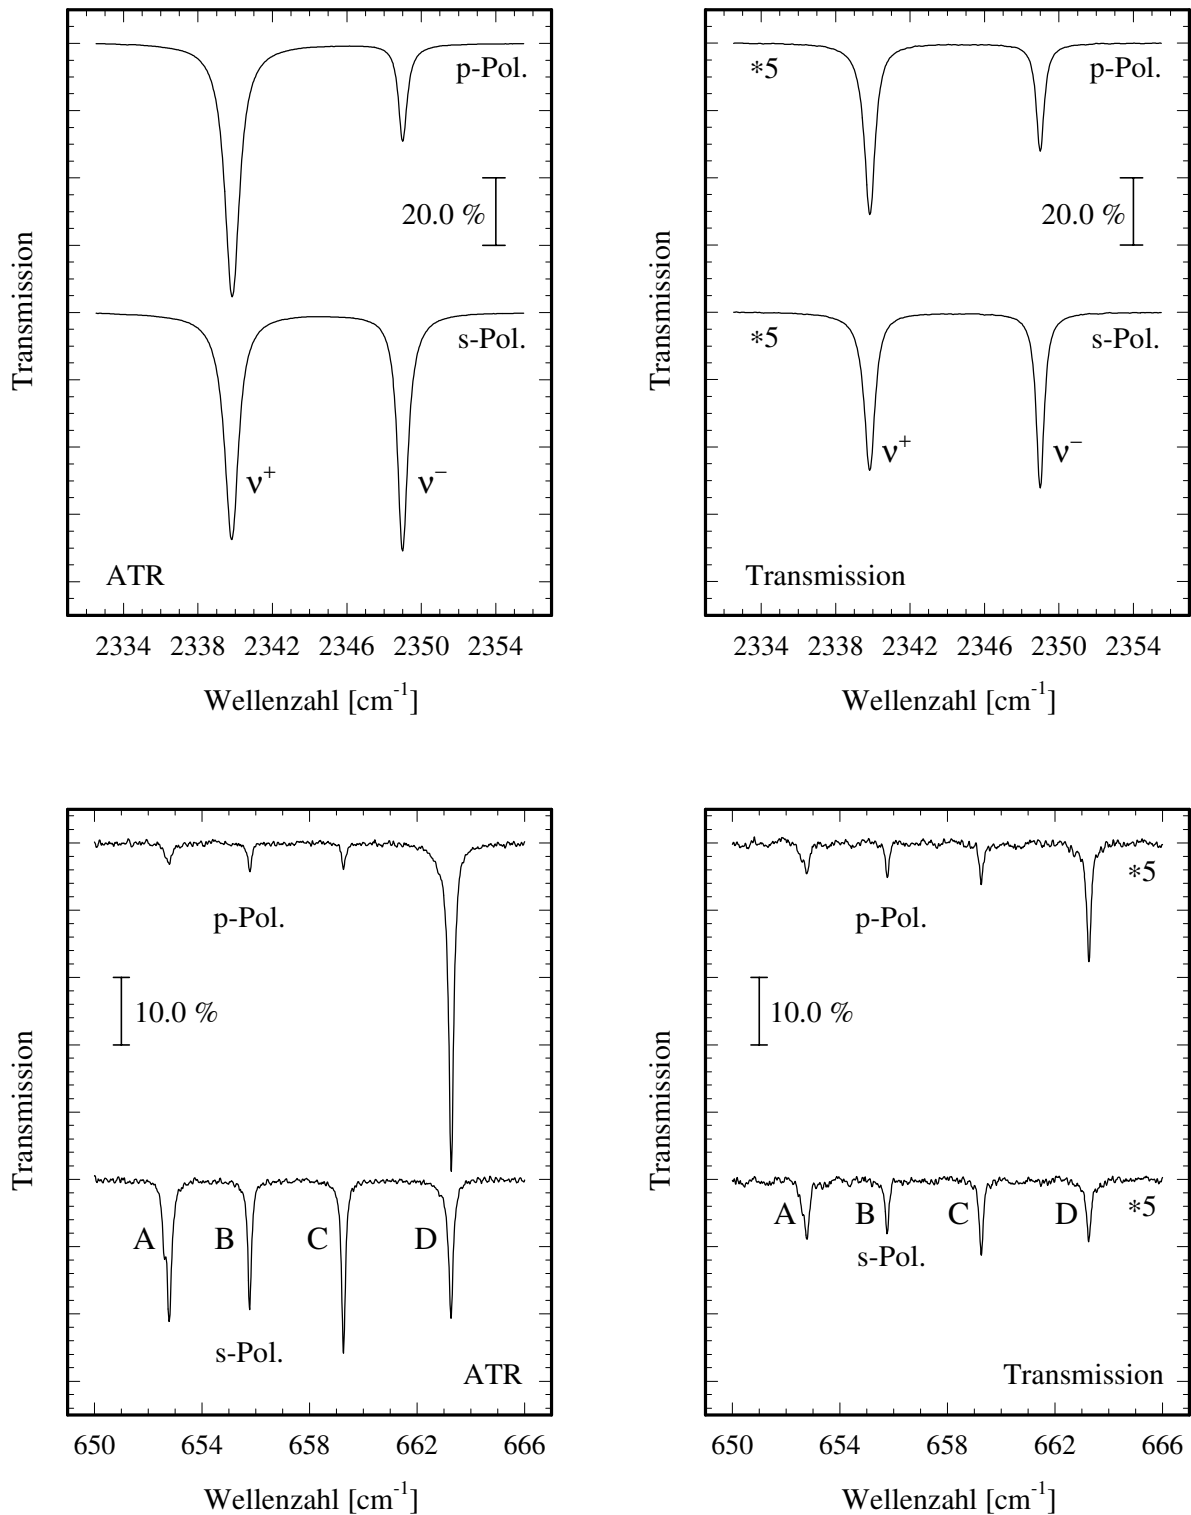 Transmission
p-Pol.
20.0 %
s-Pol.
ν+
ν−
ATR
2334 2338 2342 2346 2350 2354
Wellenzahl [cm-1]
Transmission
*5
p-Pol.
20.0 %
*5
s-Pol.
ν+
ν−
Transmission
2334 2338 2342 2346 2350 2354
Wellenzahl [cm-1]
Transmission
p-Pol.
10.0 %
A B C D
s-Pol.
ATR
650 654 658 662 666
Wellenzahl [cm-1]
Transmission
*5
p-Pol.
10.0 %
A B C D *5
s-Pol.
Transmission
650 654 658 662 666
Wellenzahl [cm-1]